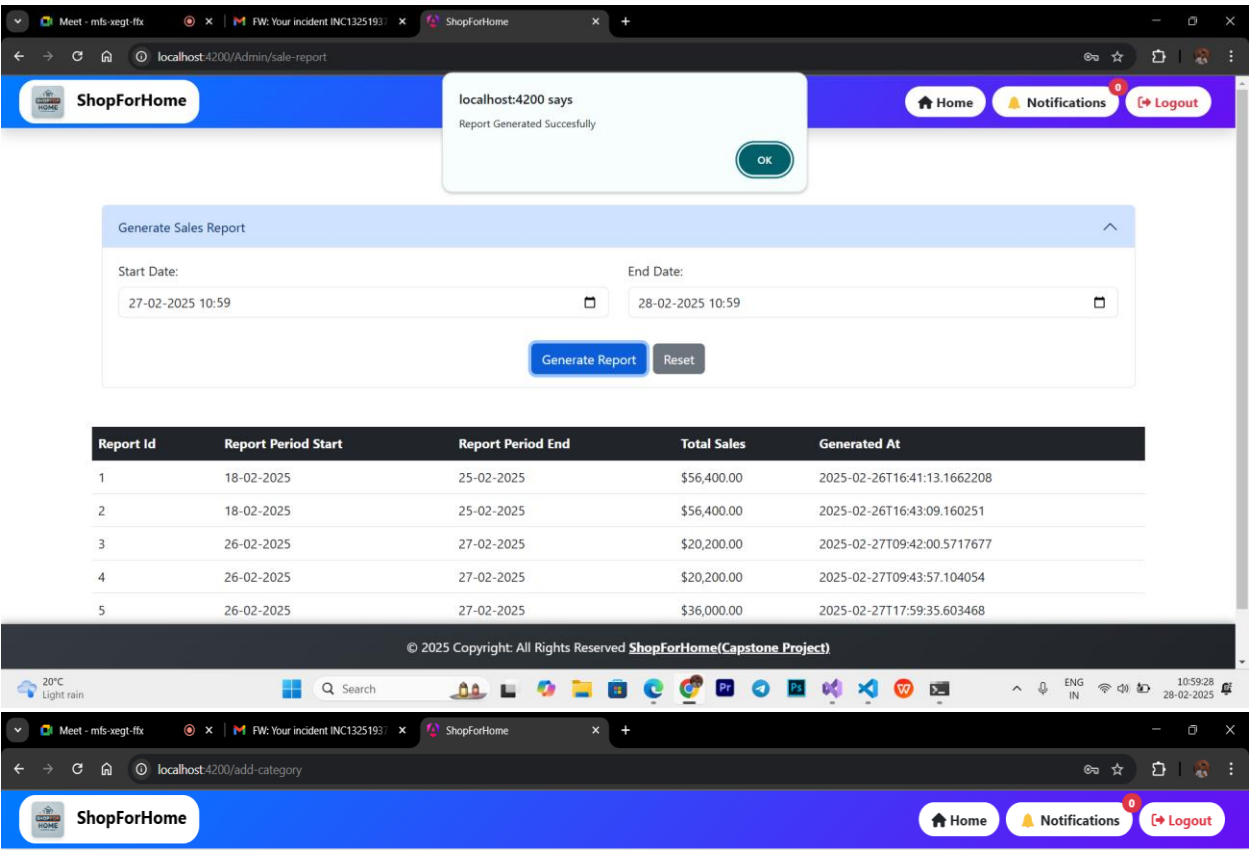 Meet - mfs-xegt-ffx FW: Your incident INC13251937 ShopForHome
localhost:4200/Admin/sale-report
ShopForHome Home Notifications 0 Logout
localhost:4200 says
Report Generated Succesfully
OK
Generate Sales Report
Start Date: End Date:
27-02-2025 10:59 28-02-2025 10:59
Generate Report Reset
Report Id Report Period Start Report Period End Total Sales Generated At
1 18-02-2025 25-02-2025 $56,400.00 2025-02-26T16:41:13.1662208
2 18-02-2025 25-02-2025 $56,400.00 2025-02-26T16:43:09.160251
3 26-02-2025 27-02-2025 $20,200.00 2025-02-27T09:42:00.5717677
4 26-02-2025 27-02-2025 $20,200.00 2025-02-27T09:43:57.104054
5 26-02-2025 27-02-2025 $36,000.00 2025-02-27T17:59:35.603468
© 2025 Copyright: All Rights Reserved ShopForHome(Capstone Project)
20°C
Light rain
Search
Pr Ps
ENG
IN
10:59:28
28-02-2025
Meet - mfs-xegt-ffx FW: Your incident INC13251937 ShopForHome
localhost:4200/add-category
ShopForHome Home Notifications 0 Logout